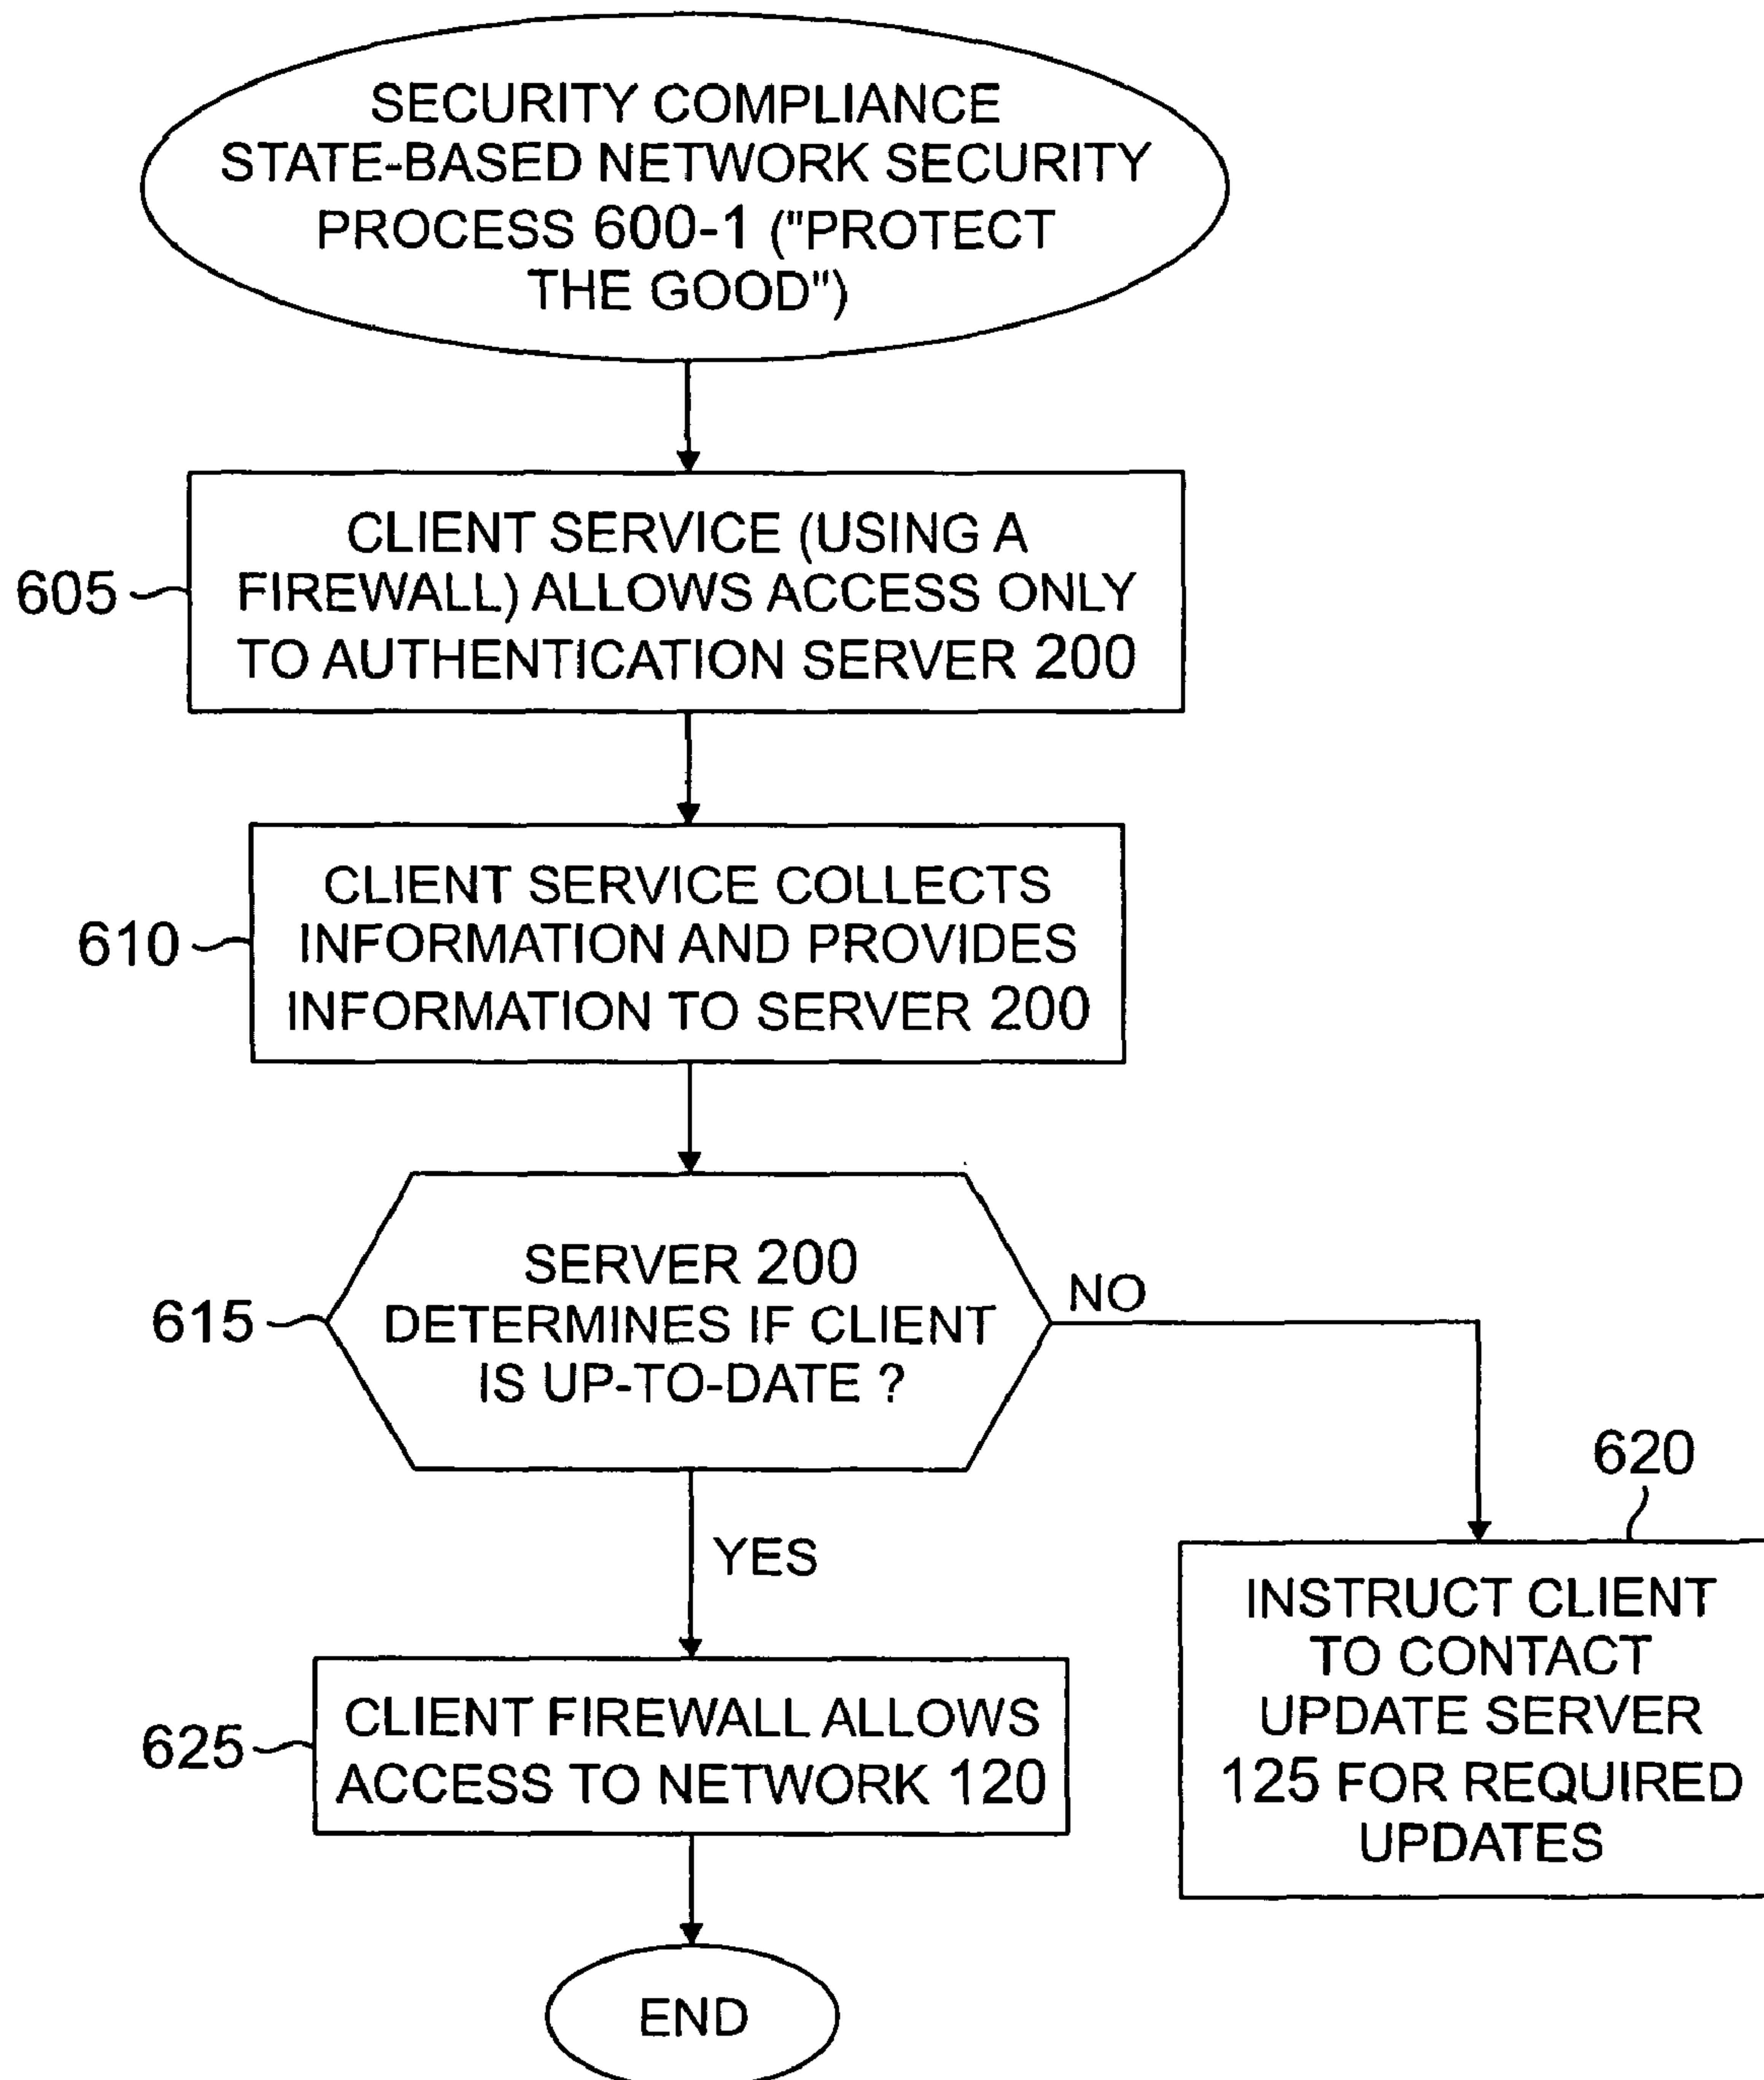 SECURITY COMPLIANCE
STATE-BASED NETWORK SECURITY
PROCESS 600-1 ("PROTECT
THE GOOD")
605
CLIENT SERVICE (USING A
FIREWALL) ALLOWS ACCESS ONLY
TO AUTHENTICATION SERVER 200
610
CLIENT SERVICE COLLECTS
INFORMATION AND PROVIDES
INFORMATION TO SERVER 200
615
SERVER 200
DETERMINES IF CLIENT
IS UP-TO-DATE ?
NO
620
INSTRUCT CLIENT
TO CONTACT
UPDATE SERVER
125 FOR REQUIRED
UPDATES
YES
625
CLIENT FIREWALL ALLOWS
ACCESS TO NETWORK 120
END